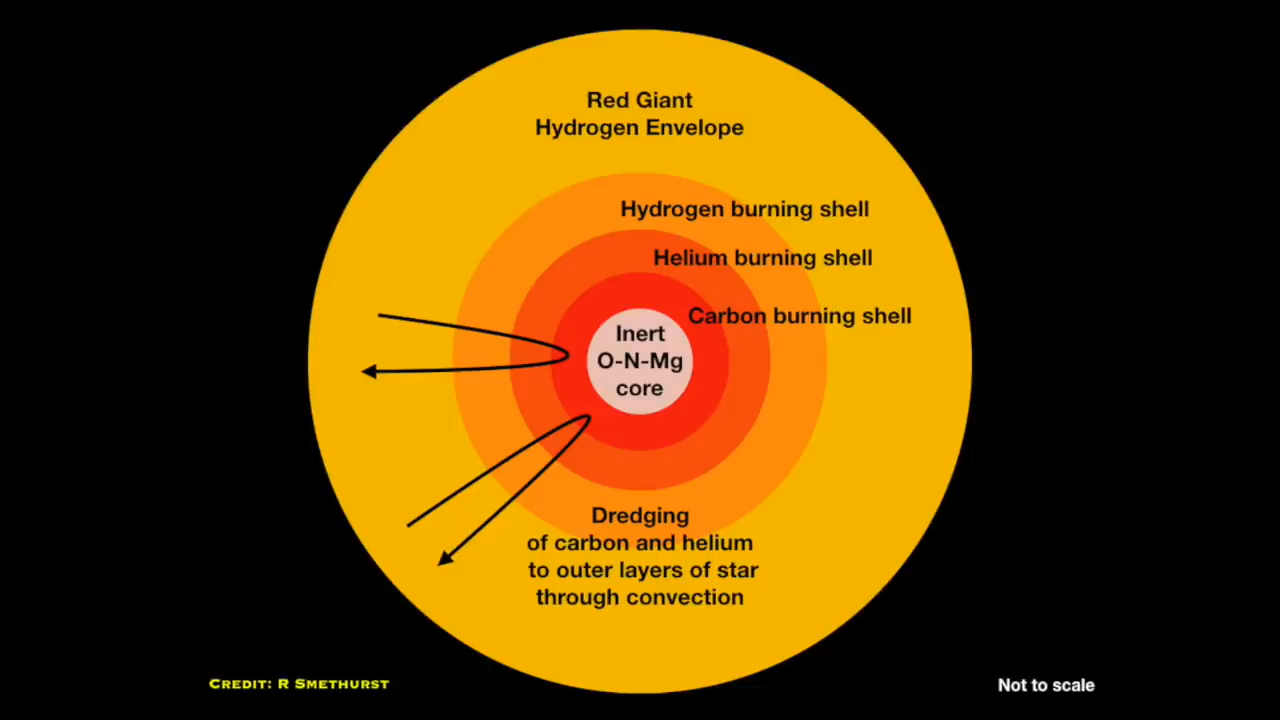 Red Giant
Hydrogen Envelope
Hydrogen burning shell
Helium burning shell
Carbon burning shell
Inert
O-N-Mg
core
Dredging
of carbon and helium
to outer layers of star
through convection
Credit: R Smethurst
Not to scale